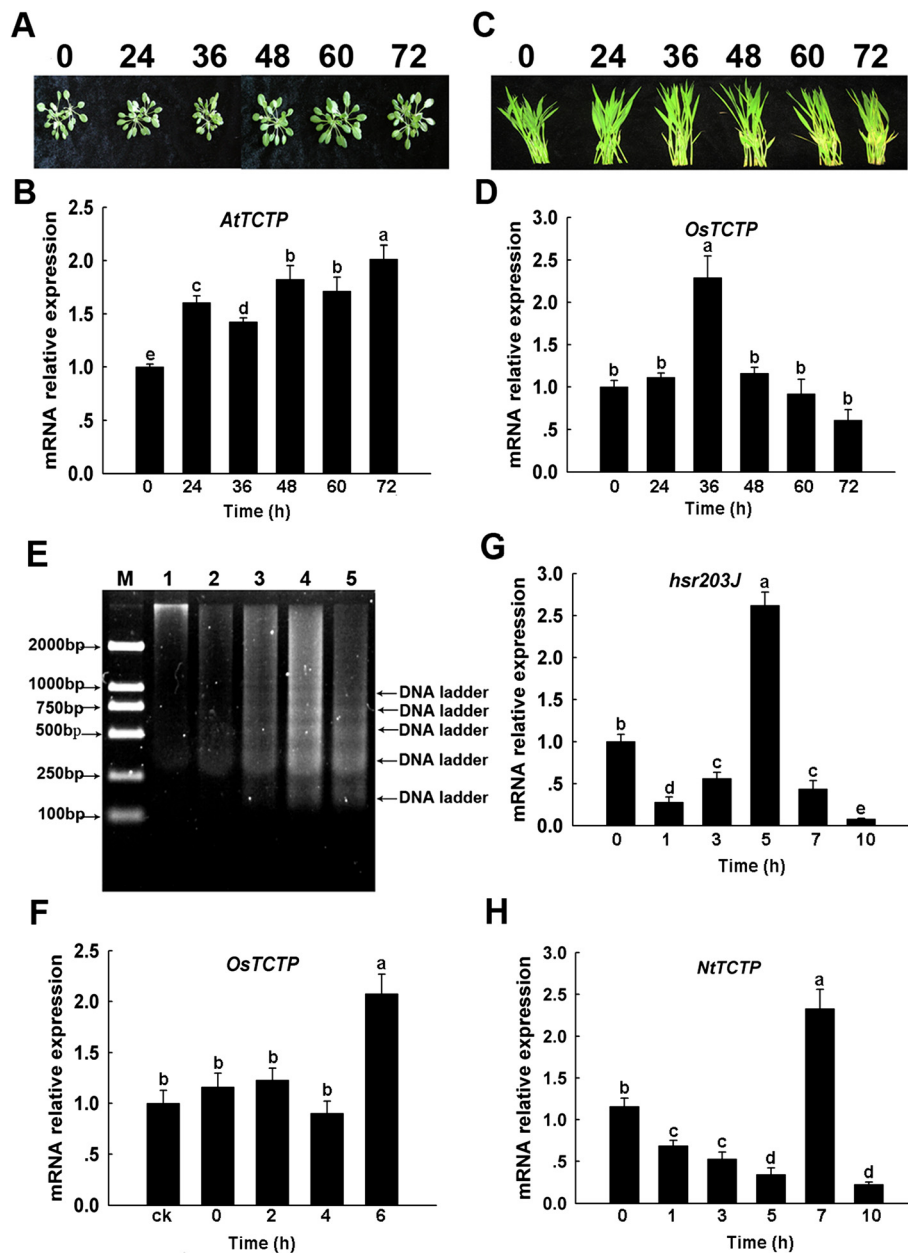 A
0 24 36 48 60 72
C
0 24 36 48 60 72
B
AtTCTP
mRNA relative expression
2.5
2.0
1.5
1.0
.5
0.0
e
c
d
b
b
a
0 24 36 48 60 72
Time (h)
D
OsTCTP
mRNA relative expression
3.0
2.5
2.0
1.5
1.0
.5
0.0
b
b
a
b
b
b
0 24 36 48 60 72
Time (h)
E
M 1 2 3 4 5
2000bp
1000bp
750bp
500bp
250bp
100bp
DNA ladder
DNA ladder
DNA ladder
DNA ladder
DNA ladder
G
hsr203J
mRNA relative expression
3.0
2.5
2.0
1.5
1.0
.5
0.0
b
d
c
a
c
e
0 1 3 5 7 10
Time (h)
F
OsTCTP
mRNA relative expression
2.5
2.0
1.5
1.0
.5
0.0
b
b
b
b
a
ck 0 2 4 6
Time (h)
H
NtTCTP
mRNA relative expression
3.0
2.5
2.0
1.5
1.0
.5
0.0
b
c
c
d
a
d
0 1 3 5 7 10
Time (h)